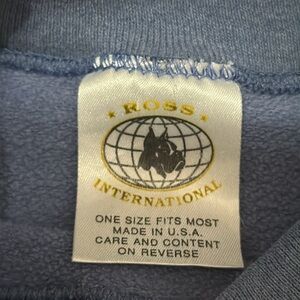 ROSS
INTERNATIONAL
ONE SIZE FITS MOST
MADE IN U.S.A.
CARE AND CONTENT
ON REVERSE